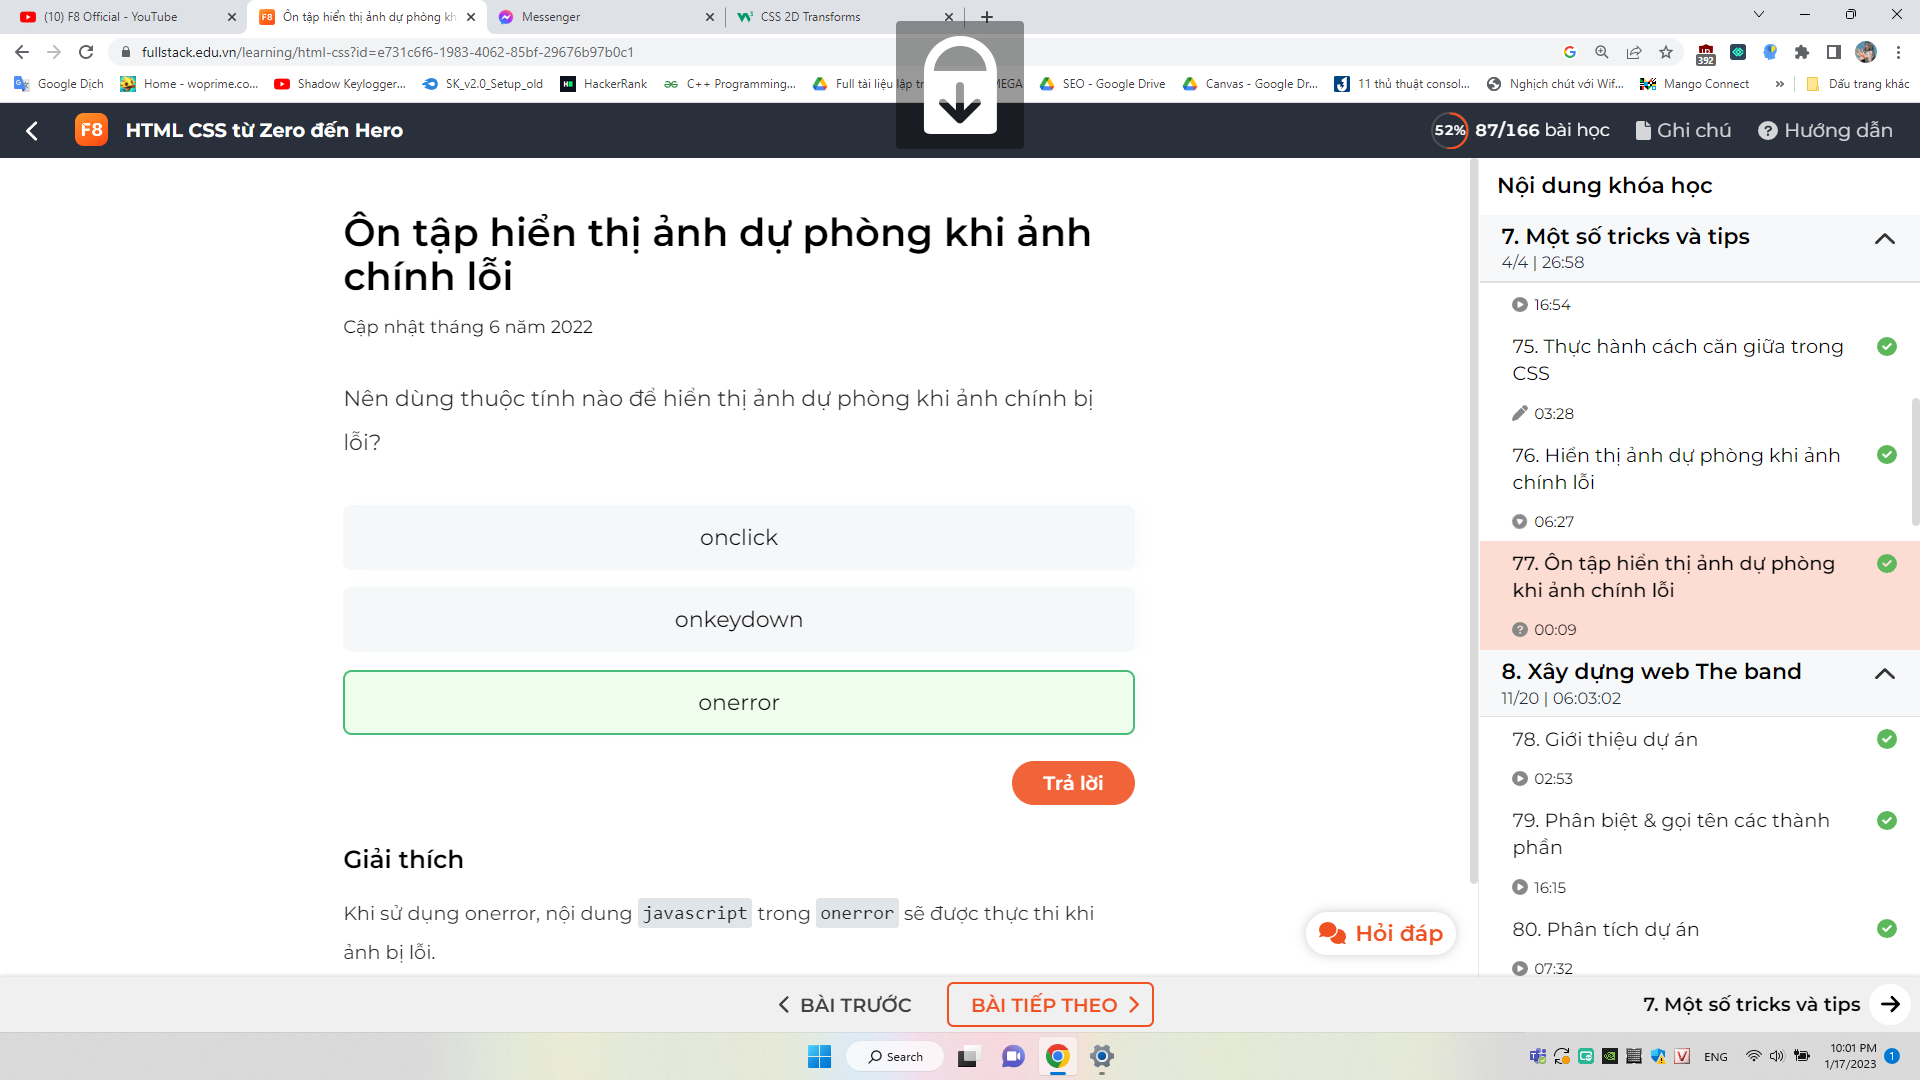 (10) F8 Official - YouTube
Ôn tập hiển thị ảnh dự phòng kh
Messenger
CSS 2D Transforms
fullstack.edu.vn/learning/html-css?id=e731c6f6-1983-4062-85bf-29676b97b0c1
392
Google Dịch
Home - woprime.co...
Shadow Keylogger...
SK_v2.0_Setup_old
HackerRank
C++ Programming...
Full tài liệu lập tr
MEGA
SEO - Google Drive
Canvas - Google Dr...
11 thủ thuật consol...
Nghịch chút với Wif...
Mango Connect
»
Dấu trang khác
F8
HTML CSS từ Zero đến Hero
52%
87/166 bài học
Ghi chú
Hướng dẫn
Ôn tập hiển thị ảnh dự phòng khi ảnh
chính lỗi
Cập nhật tháng 6 năm 2022
Nên dùng thuộc tính nào để hiển thị ảnh dự phòng khi ảnh chính bị
lỗi?
onclick
onkeydown
onerror
Trả lời
Giải thích
Khi sử dụng onerror, nội dung javascript trong onerror sẽ được thực thi khi
ảnh bị lỗi.
Hỏi đáp
Nội dung khóa học
7. Một số tricks và tips
4/4 | 26:58
16:54
75. Thực hành cách căn giữa trong
CSS
03:28
76. Hiển thị ảnh dự phòng khi ảnh
chính lỗi
06:27
77. Ôn tập hiển thị ảnh dự phòng
khi ảnh chính lỗi
00:09
8. Xây dựng web The band
11/20 | 06:03:02
78. Giới thiệu dự án
02:53
79. Phân biệt & gọi tên các thành
phần
16:15
80. Phân tích dự án
07:32
BÀI TRƯỚC
BÀI TIẾP THEO
7. Một số tricks và tips
Search
ENG
10:01 PM
1/17/2023
1